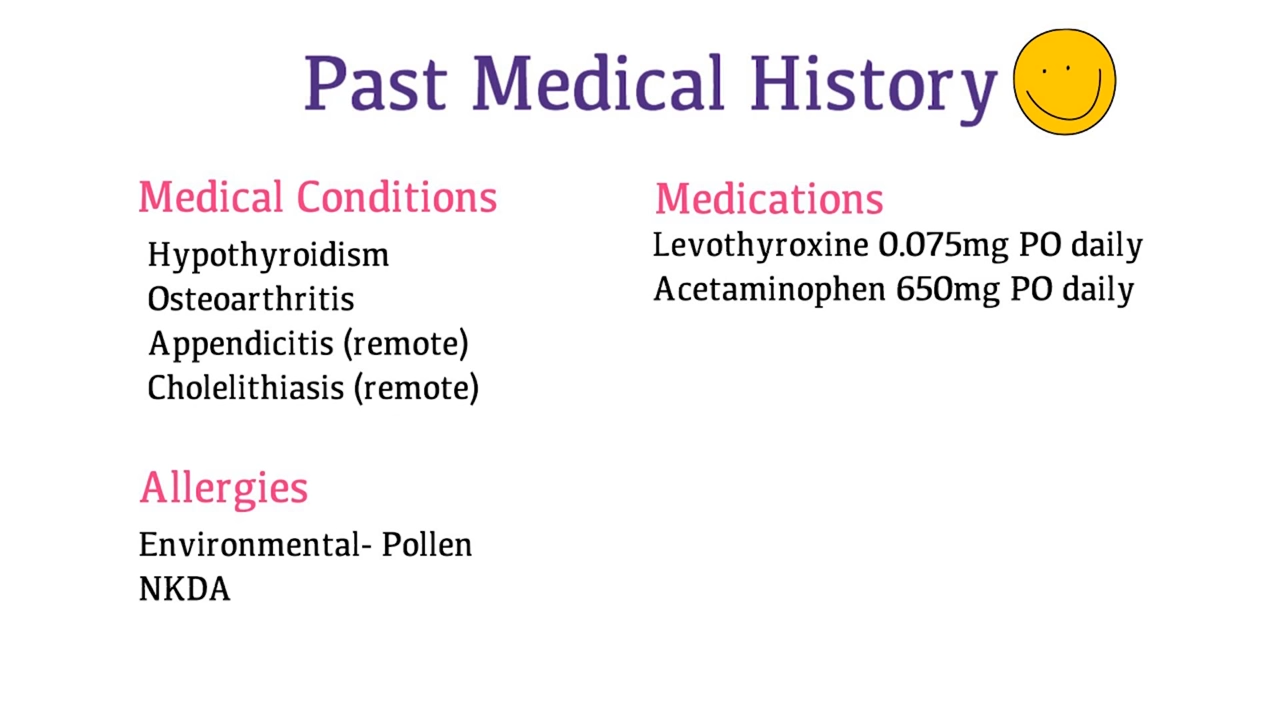 Past Medical History
Medical Conditions
Hypothyroidism
Osteoarthritis
Appendicitis (remote)
Cholelithiasis (remote)
Allergies
Environmental- Pollen
NKDA
Medications
Levothyroxine 0.075mg PO daily
Acetaminophen 650mg PO daily